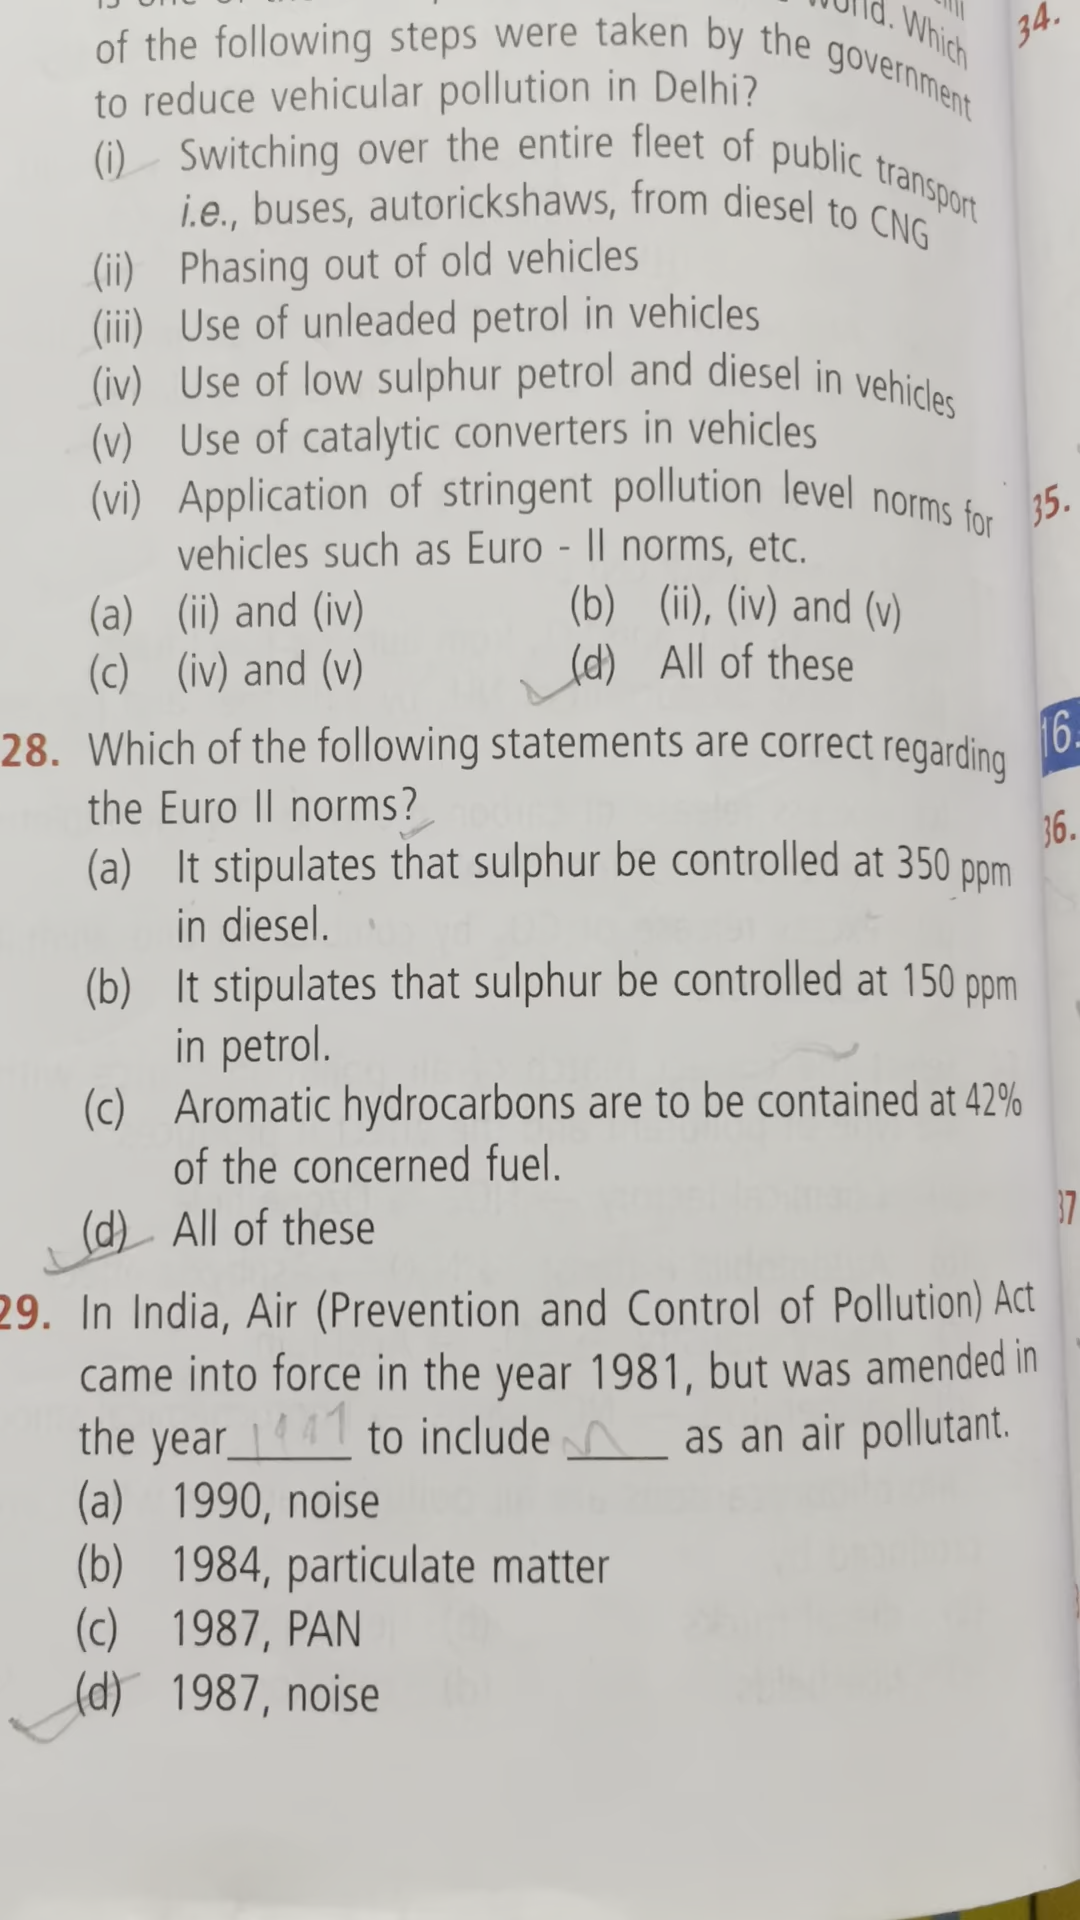 world. Which
of the following steps were taken by the government
to reduce vehicular pollution in Delhi?
(i) Switching over the entire fleet of public transport
i.e., buses, autorickshaws, from diesel to CNG
(ii) Phasing out of old vehicles
(iii) Use of unleaded petrol in vehicles
(iv) Use of low sulphur petrol and diesel in vehicles
(v) Use of catalytic converters in vehicles
(vi) Application of stringent pollution level norms for
vehicles such as Euro - II norms, etc.
(a) (ii) and (iv) (b) (ii), (iv) and (v)
(c) (iv) and (v) (d) All of these
28. Which of the following statements are correct regarding
the Euro II norms?
(a) It stipulates that sulphur be controlled at 350 ppm
in diesel.
(b) It stipulates that sulphur be controlled at 150 ppm
in petrol.
(c) Aromatic hydrocarbons are to be contained at 42%
of the concerned fuel.
(d) All of these
29. In India, Air (Prevention and Control of Pollution) Act
came into force in the year 1981, but was amended in
the year ____ to include ____ as an air pollutant.
(a) 1990, noise
(b) 1984, particulate matter
(c) 1987, PAN
(d) 1987, noise
34.
35.
16.
36.
37